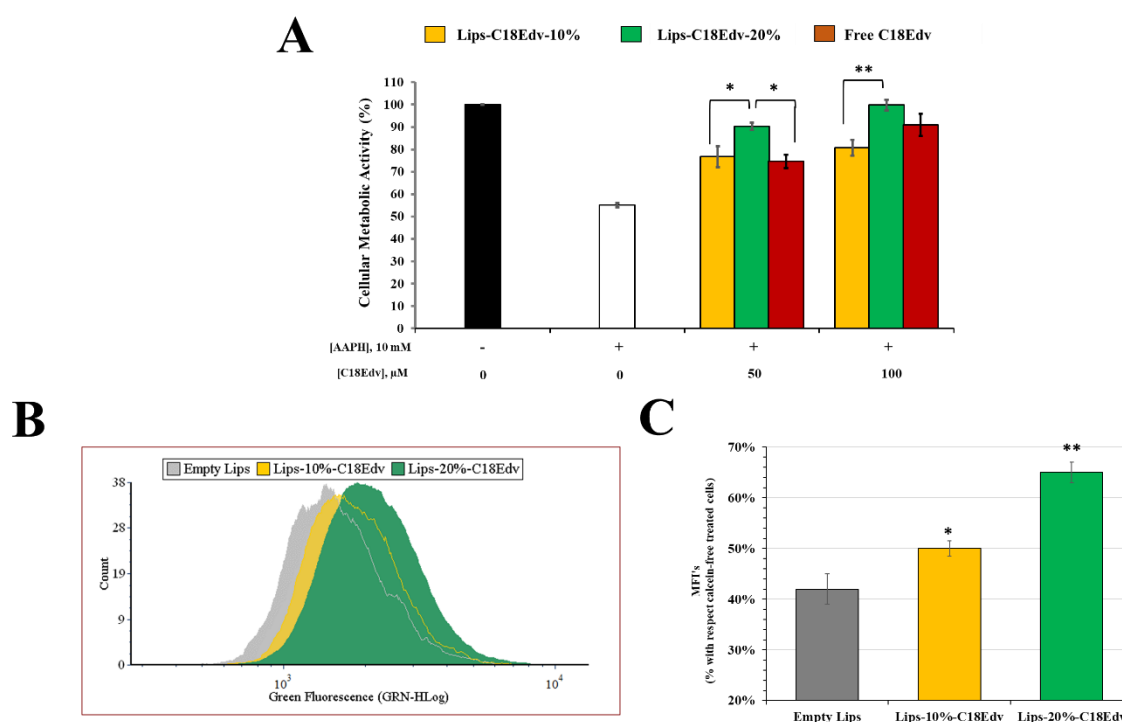 A
Lips-C18Edv-10% Lips-C18Edv-20% Free C18Edv
Cellular Metabolic Activity (%)
110
100
90
80
70
60
50
40
30
20
10
0
* * **
[AAPH], 10 mM - + + +
[C18Edv], µM 0 0 50 100
B
Empty Lips Lips-10%-C18Edv Lips-20%-C18Edv
Count
38
28
19
9
0
10³ 10⁴
Green Fluorescence (GRN-HLog)
C
MFI's
(% with respect calcein-free treated cells)
70%
60%
50%
40%
30%
20%
* **
Empty Lips Lips-10%-C18Edv Lips-20%-C18Edv